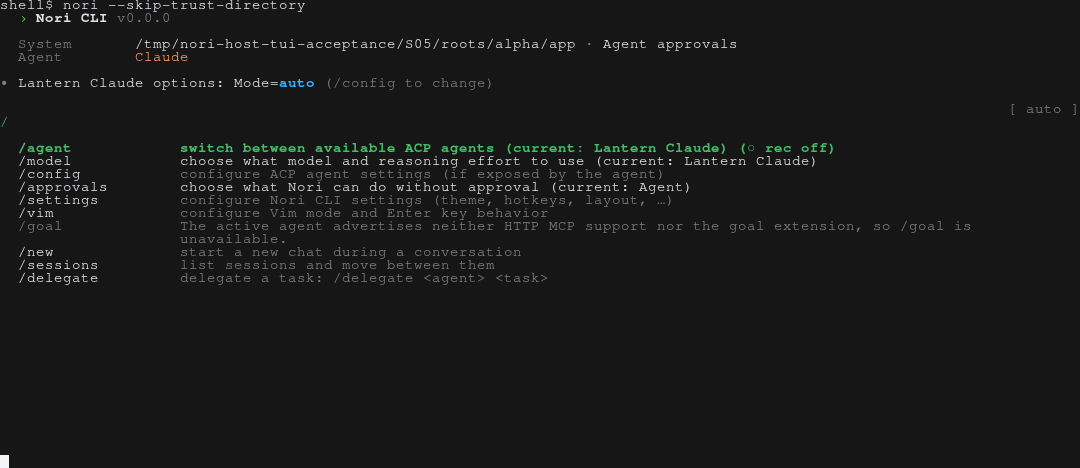 shell$ nori --skip-trust-directory
› Nori CLI v0.0.0
System /tmp/nori-host-tui-acceptance/S05/roots/alpha/app · Agent approvals
Agent Claude
• Lantern Claude options: Mode=auto (/config to change)
[ auto ]
/
/agent switch between available ACP agents (current: Lantern Claude) (○ rec off)
/model choose what model and reasoning effort to use (current: Lantern Claude)
/config configure ACP agent settings (if exposed by the agent)
/approvals choose what Nori can do without approval (current: Agent)
/settings configure Nori CLI settings (theme, hotkeys, layout, …)
/vim configure Vim mode and Enter key behavior
/goal The active agent advertises neither HTTP MCP support nor the goal extension, so /goal is
unavailable.
/new start a new chat during a conversation
/sessions list sessions and move between them
/delegate delegate a task: /delegate <agent> <task>